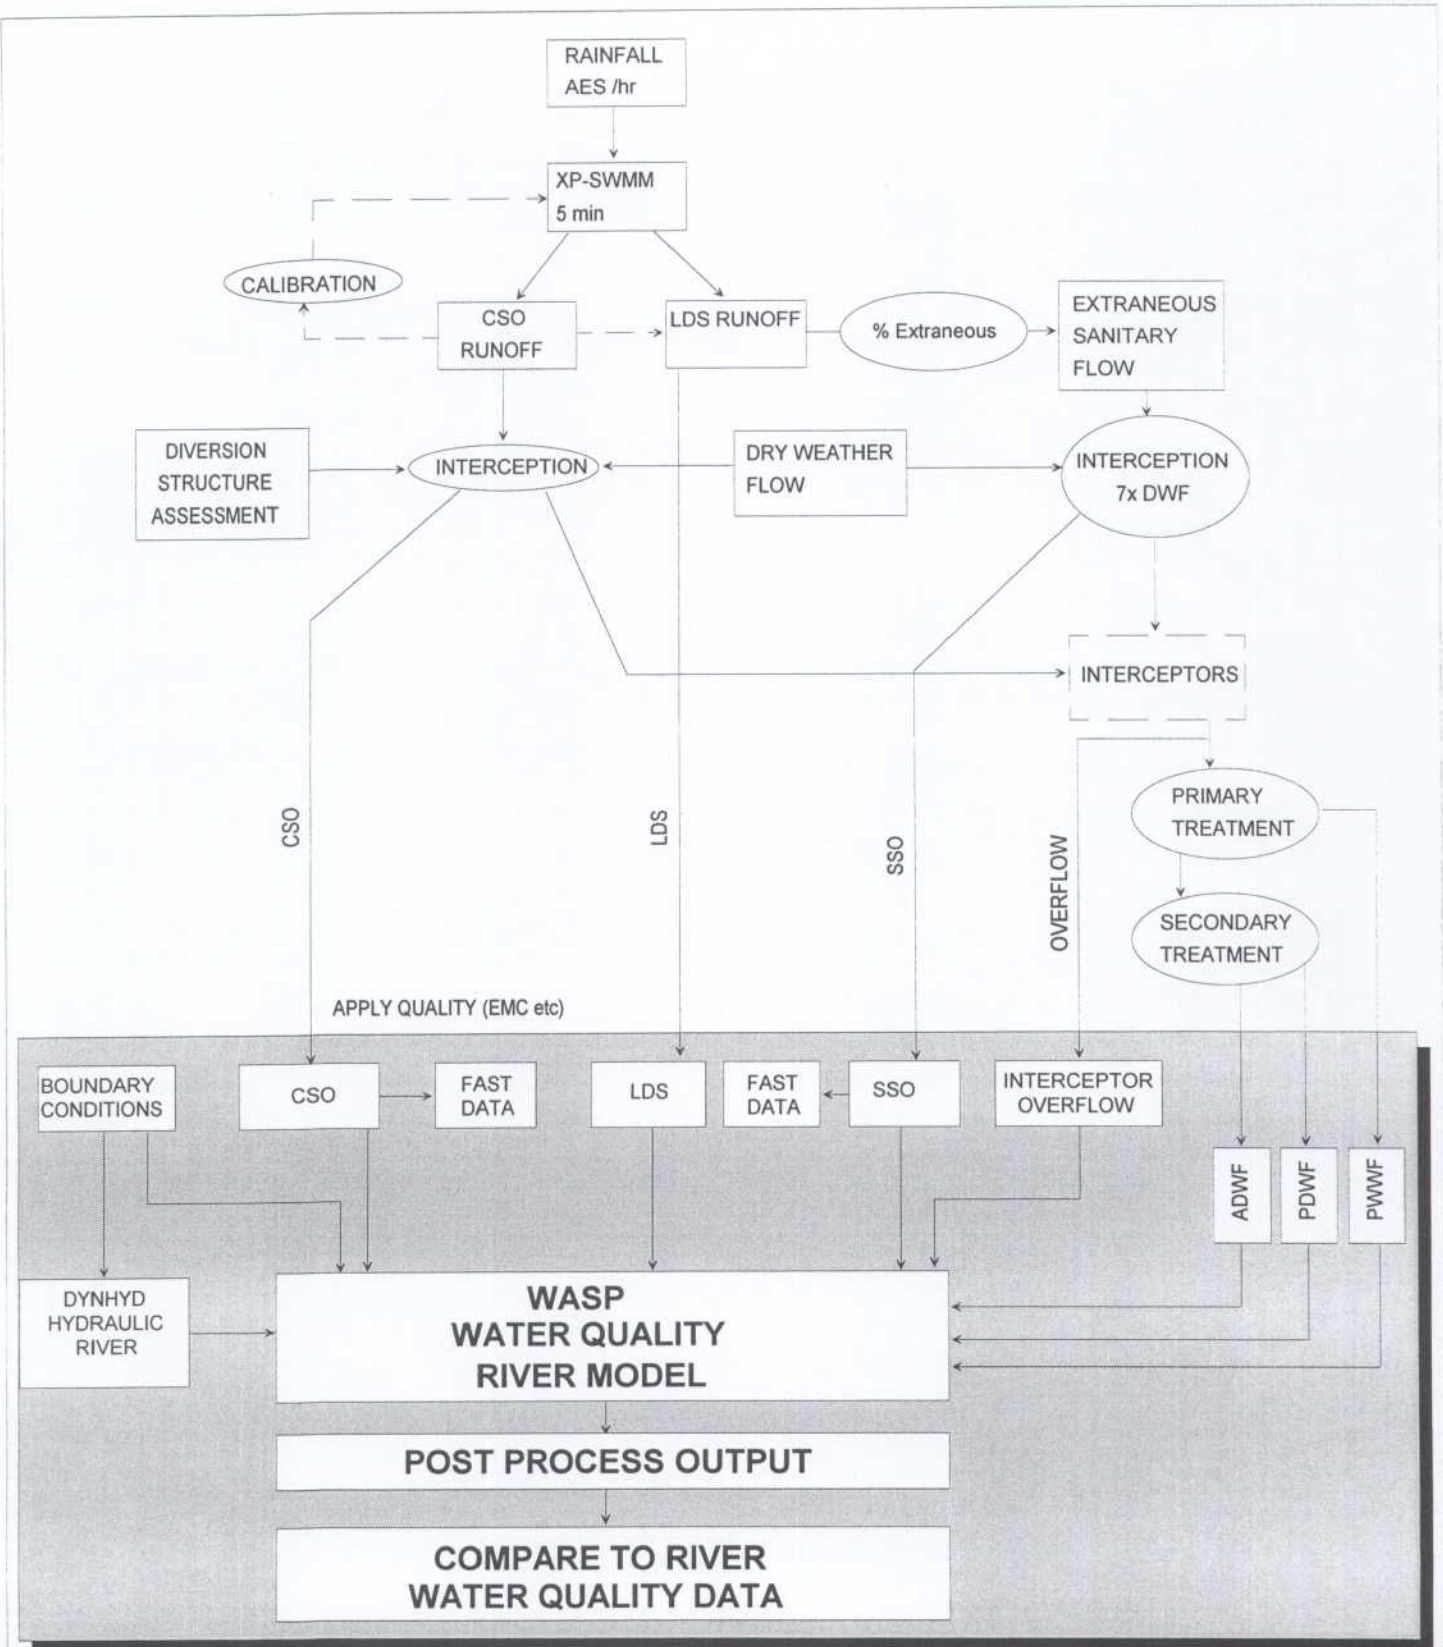 RAINFALL
AES /hr
XP-SWMM
5 min
CALIBRATION
CSO
RUNOFF
LDS RUNOFF
% Extraneous
EXTRANEOUS
SANITARY
FLOW
DIVERSION
STRUCTURE
ASSESSMENT
INTERCEPTION
DRY WEATHER
FLOW
INTERCEPTION
7x DWF
INTERCEPTORS
CSO
LDS
SSO
OVERFLOW
PRIMARY
TREATMENT
SECONDARY
TREATMENT
APPLY QUALITY (EMC etc)
BOUNDARY
CONDITIONS
CSO
FAST
DATA
LDS
FAST
DATA
SSO
INTERCEPTOR
OVERFLOW
ADWF
PDWF
PWWF
DYNHYD
HYDRAULIC
RIVER
WASP
WATER QUALITY
RIVER MODEL
POST PROCESS OUTPUT
COMPARE TO RIVER
WATER QUALITY DATA